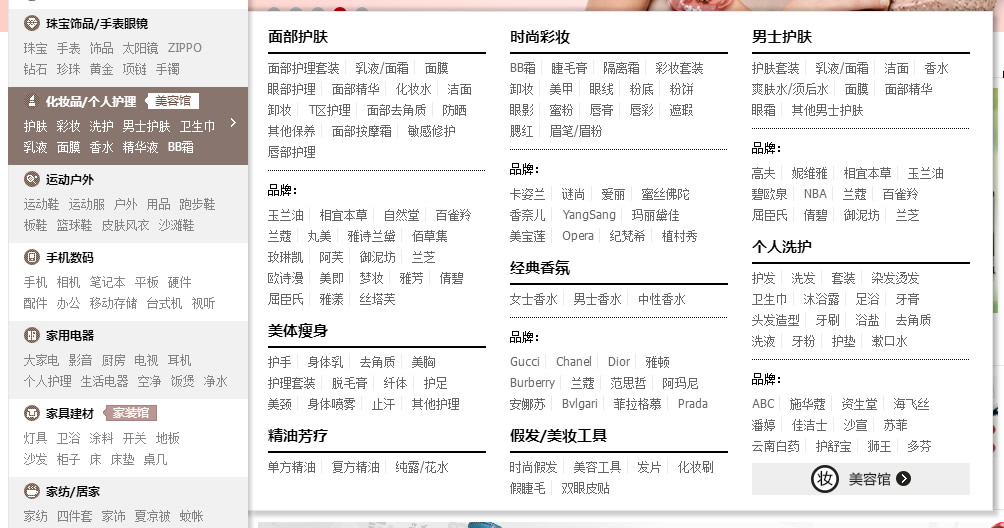 珠宝饰品/手表眼镜
珠宝 手表 饰品 太阳镜 ZIPPO
钻石 珍珠 黄金 项链 手镯
化妆品/个人护理 美容馆
护肤 彩妆 洗护 男士护肤 卫生巾
乳液 面膜 香水 精华液 BB霜
运动户外
运动鞋 运动服 户外 用品 跑步鞋
板鞋 篮球鞋 皮肤风衣 沙滩鞋
手机数码
手机 相机 笔记本 平板 硬件
配件 办公 移动存储 台式机 视听
家用电器
大家电 影音 厨房 电视 耳机
个人护理 生活电器 空净 饭煲 净水
家具建材 家装馆
灯具 卫浴 涂料 开关 地板
沙发 柜子 床 床垫 桌几
家纺/居家
家纺 四件套 家饰 夏凉被 蚊帐
面部护肤
面部护肤套装 乳液/面霜 面膜
眼部护理 面部精华 化妆水 洁面
卸妆 T区护理 面部去角质 防晒
其他保养 面部按摩霜 敏感修护
唇部护理
品牌：
玉兰油 相宜本草 自然堂 百雀羚
兰蔻 丸美 雅诗兰黛 佰草集
玫琳凯 阿芙 御泥坊 兰芝
欧诗漫 美即 梦妆 雅芳 倩碧
屈臣氏 雅漾 丝塔芙
美体瘦身
护手 身体乳 去角质 美胸
护理套装 脱毛膏 纤体 护足
美颈 身体喷雾 止汗 其他护理
精油芳疗
单方精油 复方精油 纯露/花水
时尚彩妆
BB霜 睫毛膏 隔离霜 彩妆套装
卸妆 美甲 眼线 粉底 粉饼
眼影 蜜粉 唇膏 唇彩 遮瑕
腮红 眉笔/眉粉
品牌：
卡姿兰 谜尚 爱丽 蜜丝佛陀
香奈儿 YangSang 玛丽黛佳
美宝莲 Opera 纪梵希 植村秀
经典香氛
女士香水 男士香水 中性香水
品牌：
Gucci Chanel Dior 雅顿
Burberry 兰蔻 范思哲 阿玛尼
安娜苏 Bvlgari 菲拉格慕 Prada
假发/美妆工具
时尚假发 美容工具 发片 化妆刷
假睫毛 双眼皮贴
男士护肤
护肤套装 乳液/面霜 洁面 香水
爽肤水/须后水 面膜 面部精华
眼霜 其他男士护肤
品牌：
高夫 妮维雅 相宜本草 玉兰油
碧欧泉 NBA 兰蔻 百雀羚
屈臣氏 倩碧 御泥坊 兰芝
个人洗护
护发 洗发 套装 染发烫发
卫生巾 沐浴露 足浴 牙膏
头发造型 牙刷 浴盐 去角质
洗液 牙粉 护垫 漱口水
品牌：
ABC 施华蔻 资生堂 海飞丝
潘婷 佳洁士 沙宣 苏菲
云南白药 护舒宝 狮王 多芬
妆 美容馆